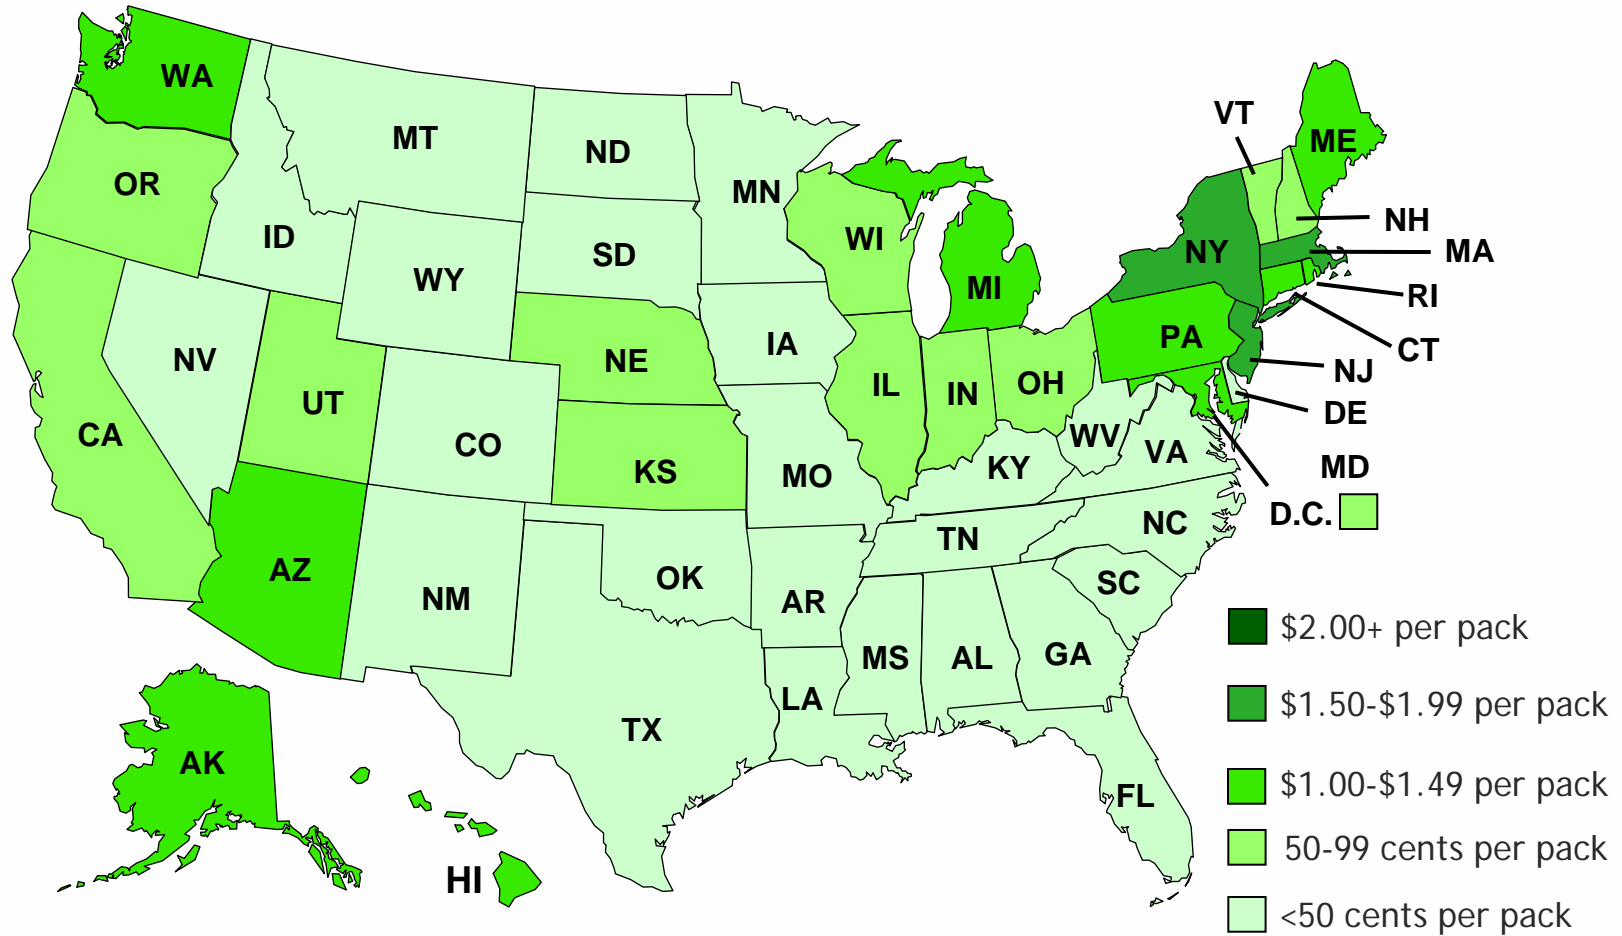 WA
MT
ND
MN
VT
ME
OR
ID
WY
SD
WI
MI
NY
NH
MA
RI
CT
NJ
DE
MD
D.C.
NV
UT
CA
CO
NE
KS
IA
MO
IL
IN
OH
PA
WV
VA
KY
NC
TN
SC
AZ
NM
OK
AR
TX
LA
MS
AL
GA
FL
AK
HI
$2.00+ per pack
$1.50-$1.99 per pack
$1.00-$1.49 per pack
50-99 cents per pack
<50 cents per pack